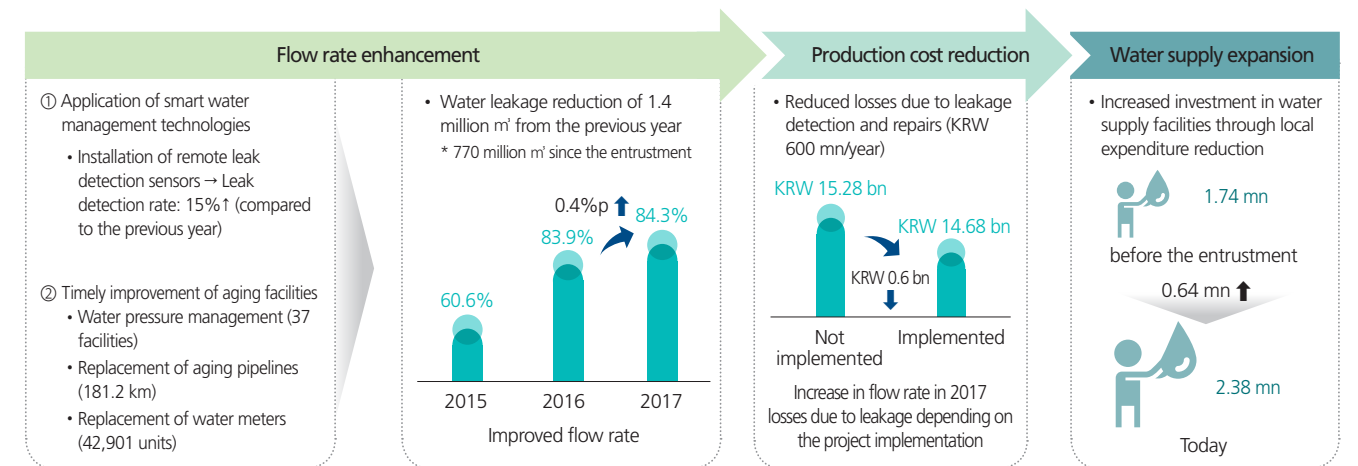 Flow rate enhancement
Production cost reduction
Water supply expansion
① Application of smart water
management technologies
• Installation of remote leak
detection sensors → Leak
detection rate: 15%↑ (compared
to the previous year)
② Timely improvement of aging facilities
• Water pressure management (37
facilities)
• Replacement of aging pipelines
(181.2 km)
• Replacement of water meters
(42,901 units)
• Water leakage reduction of 1.4
million ㎥ from the previous year
* 770 million ㎥ since the entrustment
0.4%p ⬆
60.6%
83.9%
84.3%
2015
2016
2017
Improved flow rate
• Reduced losses due to leakage
detection and repairs (KRW
600 mn/year)
KRW 15.28 bn
KRW 14.68 bn
KRW 0.6 bn
Not
implemented
Implemented
Increase in flow rate in 2017
losses due to leakage depending on
the project implementation
• Increased investment in water
supply facilities through local
expenditure reduction
1.74 mn
before the entrustment
0.64 mn ⬆
2.38 mn
Today